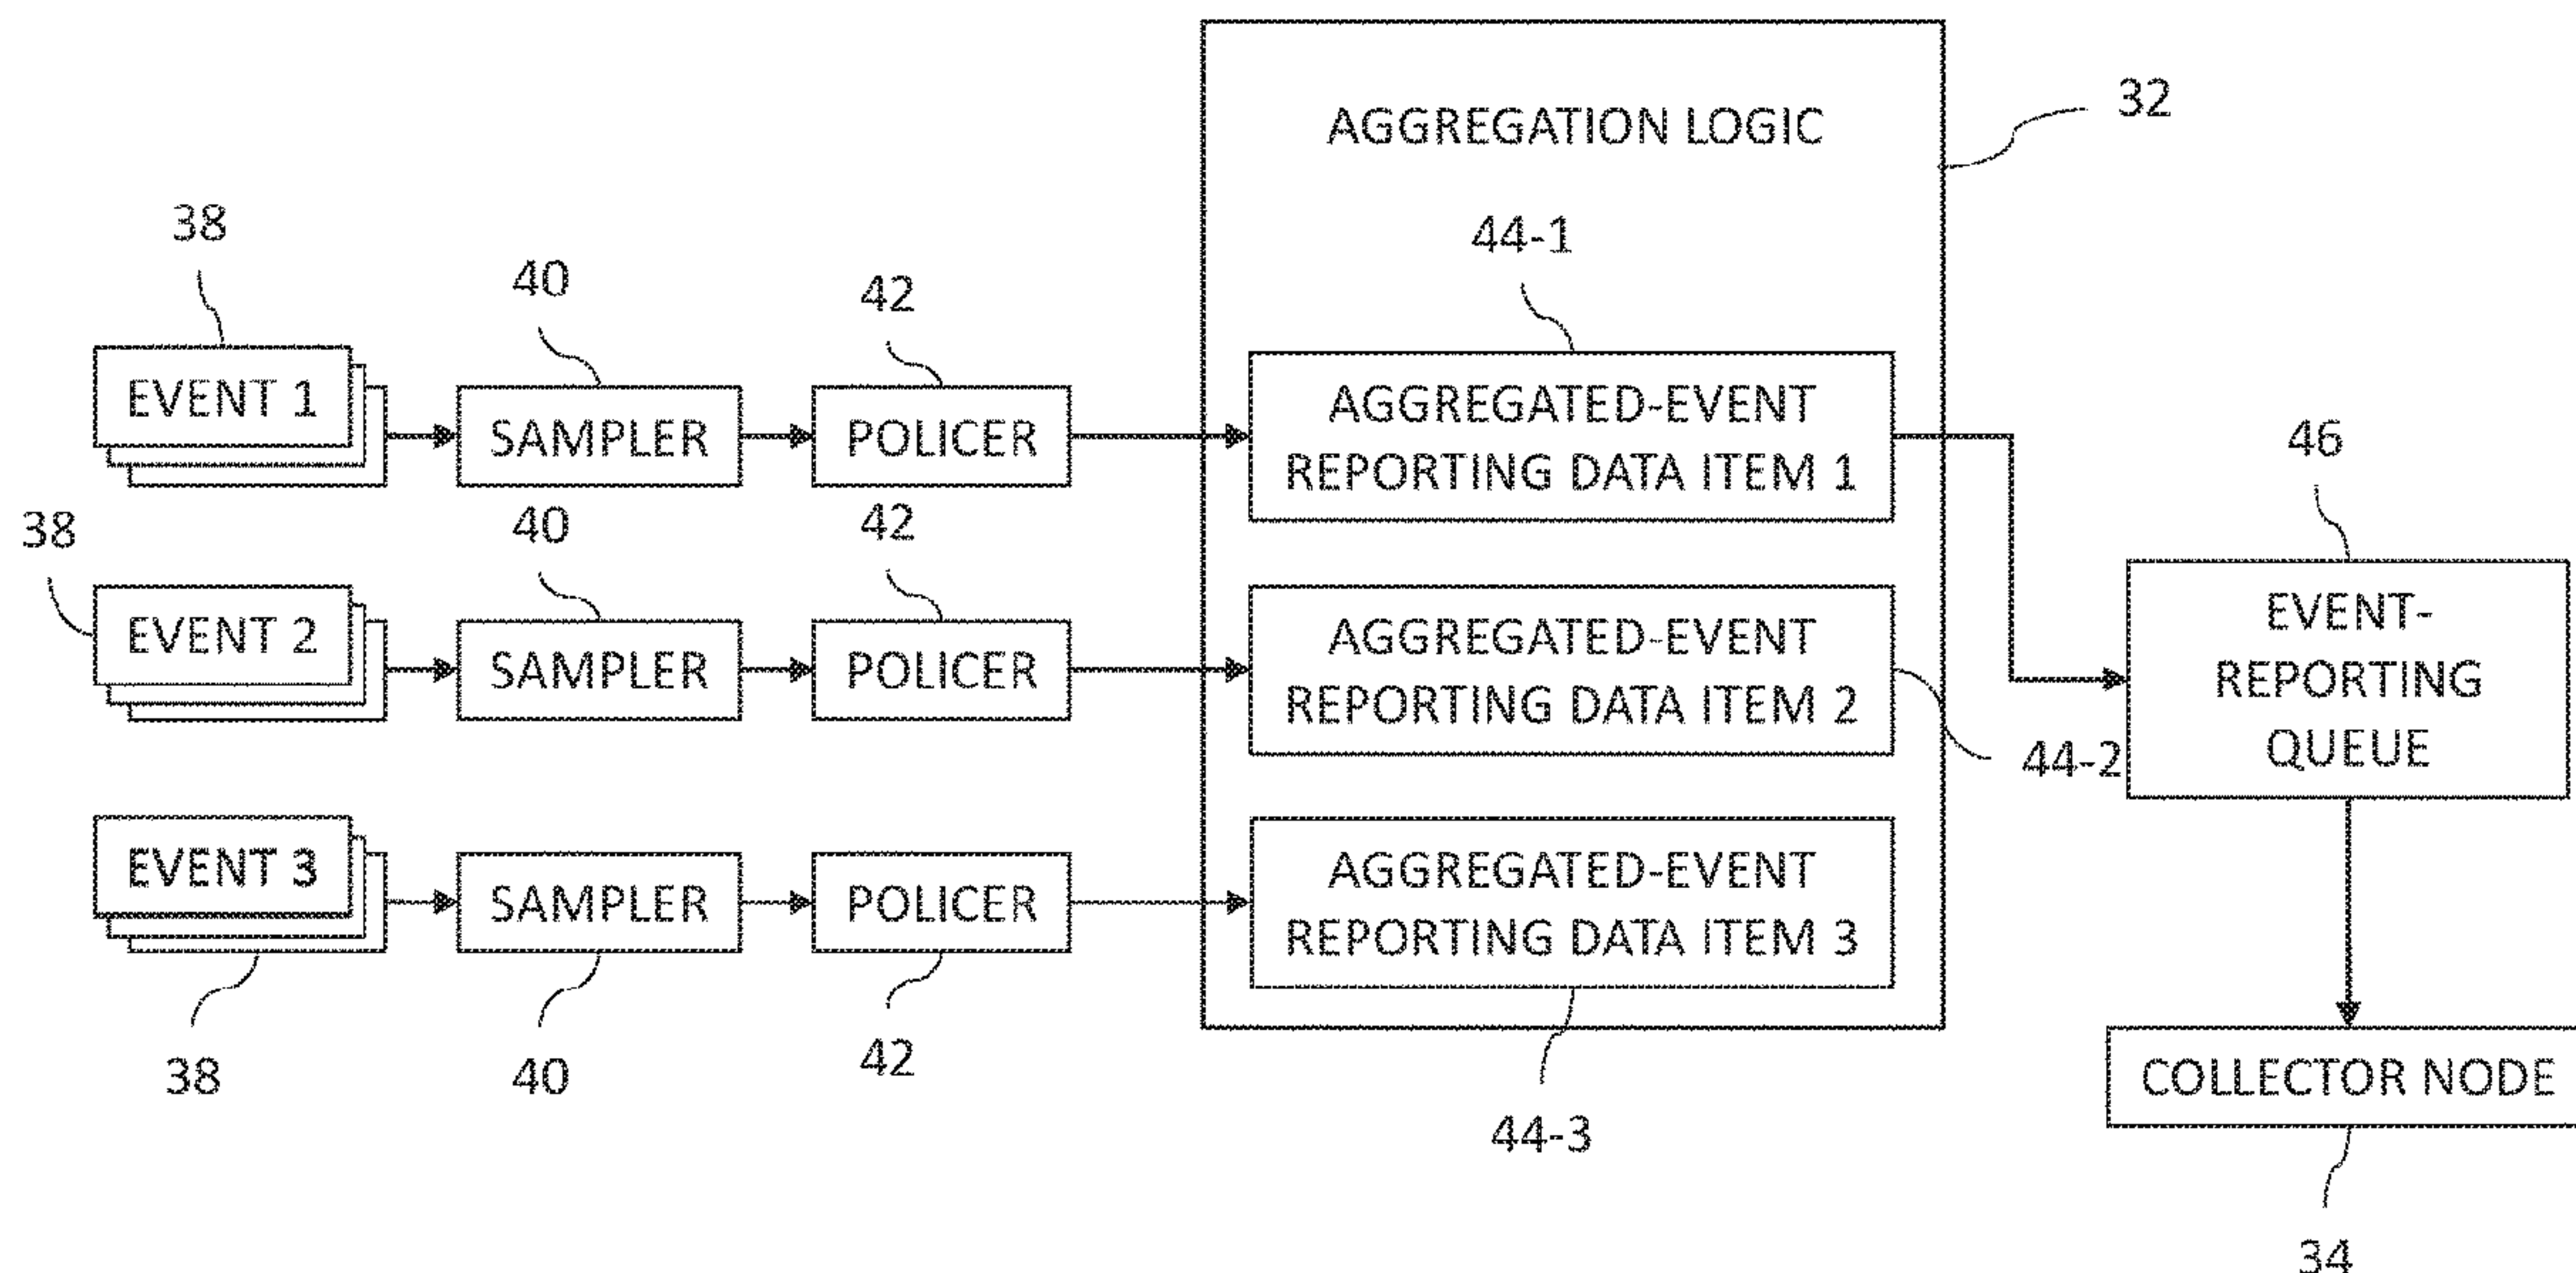 AGGREGATION LOGIC
32
38
40
42
44-1
EVENT 1
SAMPLER
POLICER
AGGREGATED-EVENT
REPORTING DATA ITEM 1
46
38
40
42
EVENT 2
SAMPLER
POLICER
AGGREGATED-EVENT
REPORTING DATA ITEM 2
44-2
EVENT-
REPORTING
QUEUE
EVENT 3
SAMPLER
POLICER
AGGREGATED-EVENT
REPORTING DATA ITEM 3
38
40
42
44-3
COLLECTOR NODE
34